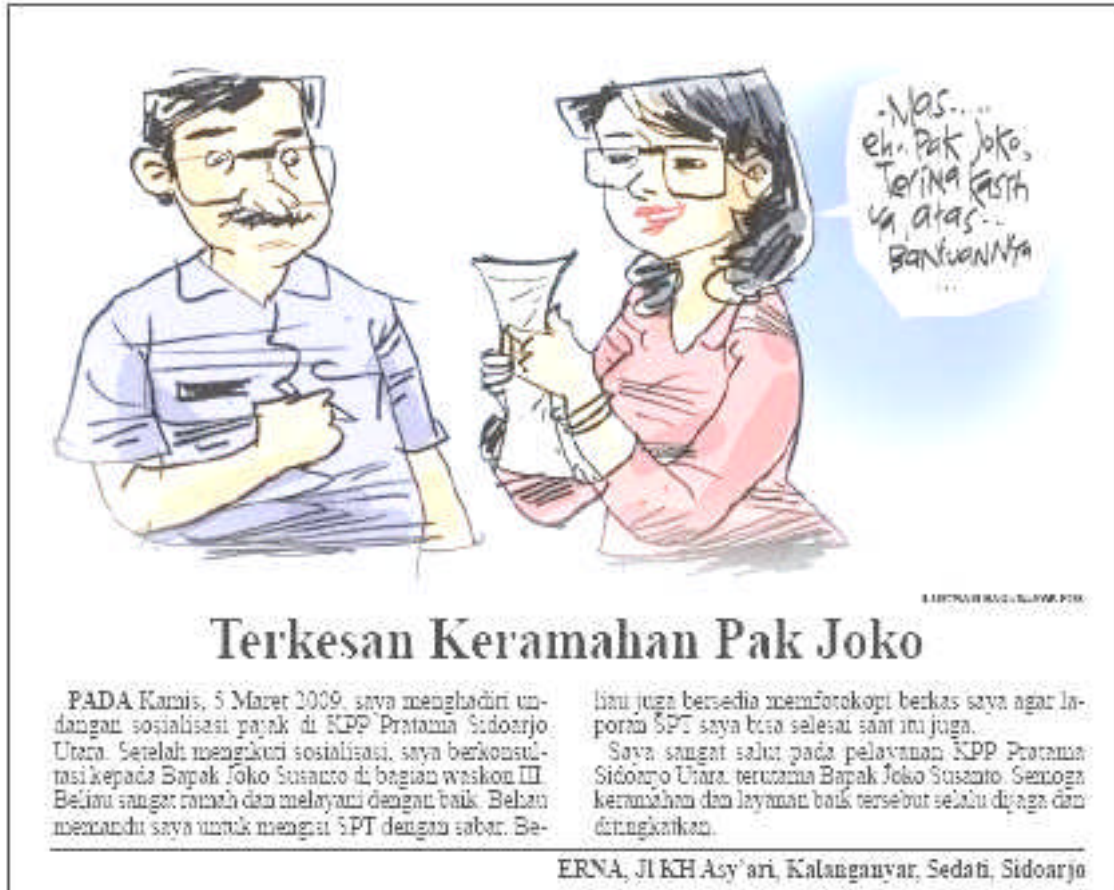 -Mas.....
eh.. Pak Joko,
TeriMa kasih
ya, atas..
BANtuanNya
...
Terkesan Keramahan Pak Joko
PADA Kamis, 5 Maret 2009, saya menghadiri un-
dangan sosialisasi pajak di KPP Pratama Sidoarjo
Utara. Setelah mengikuti sosialisasi, saya berkonsul-
tasi kepada Bapak Joko Susanto di bagian waskon III.
Beliau sangat ramah dan melayani dengan baik. Beliau
memandu saya untuk mengisi SPT dengan sabar. Be-
liau juga bersedia memfotokopi berkas saya agar la-
poran SPT saya bisa selesai saat itu juga.
Saya sangat salut pada pelayanan KPP Pratama
Sidoarjo Utara, terutama Bapak Joko Susanto. Semoga
keramahan dan layanan baik tersebut selalu dijaga dan
ditingkatkan.
ERNA, Jl KH Asy'ari, Kalanganyar, Sedati, Sidoarjo